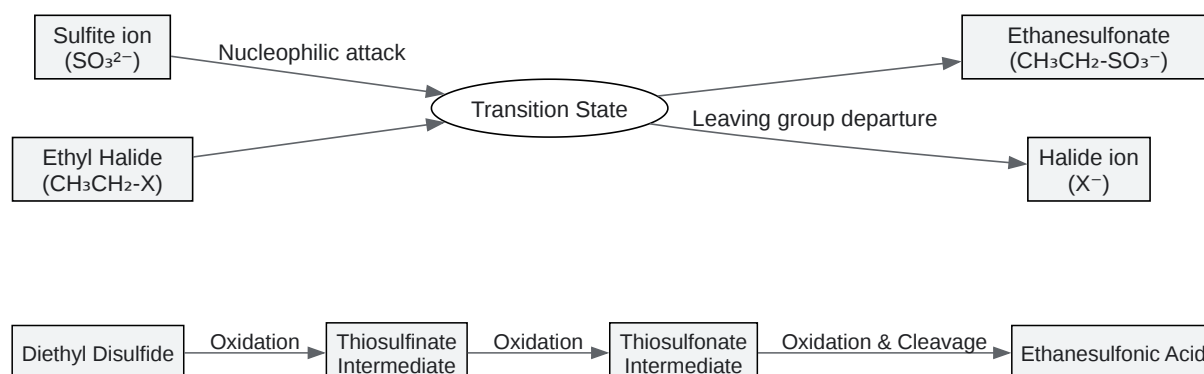 Sulfite ion
(SO₃²⁻)
Nucleophilic attack
Ethyl Halide
(CH₃CH₂-X)
Transition State
Ethanesulfonate
(CH₃CH₂-SO₃⁻)
Leaving group departure
Halide ion
(X⁻)
Diethyl Disulfide
Oxidation
Thiosulfinate
Intermediate
Oxidation
Thiosulfonate
Intermediate
Oxidation & Cleavage
Ethanesulfonic Acid